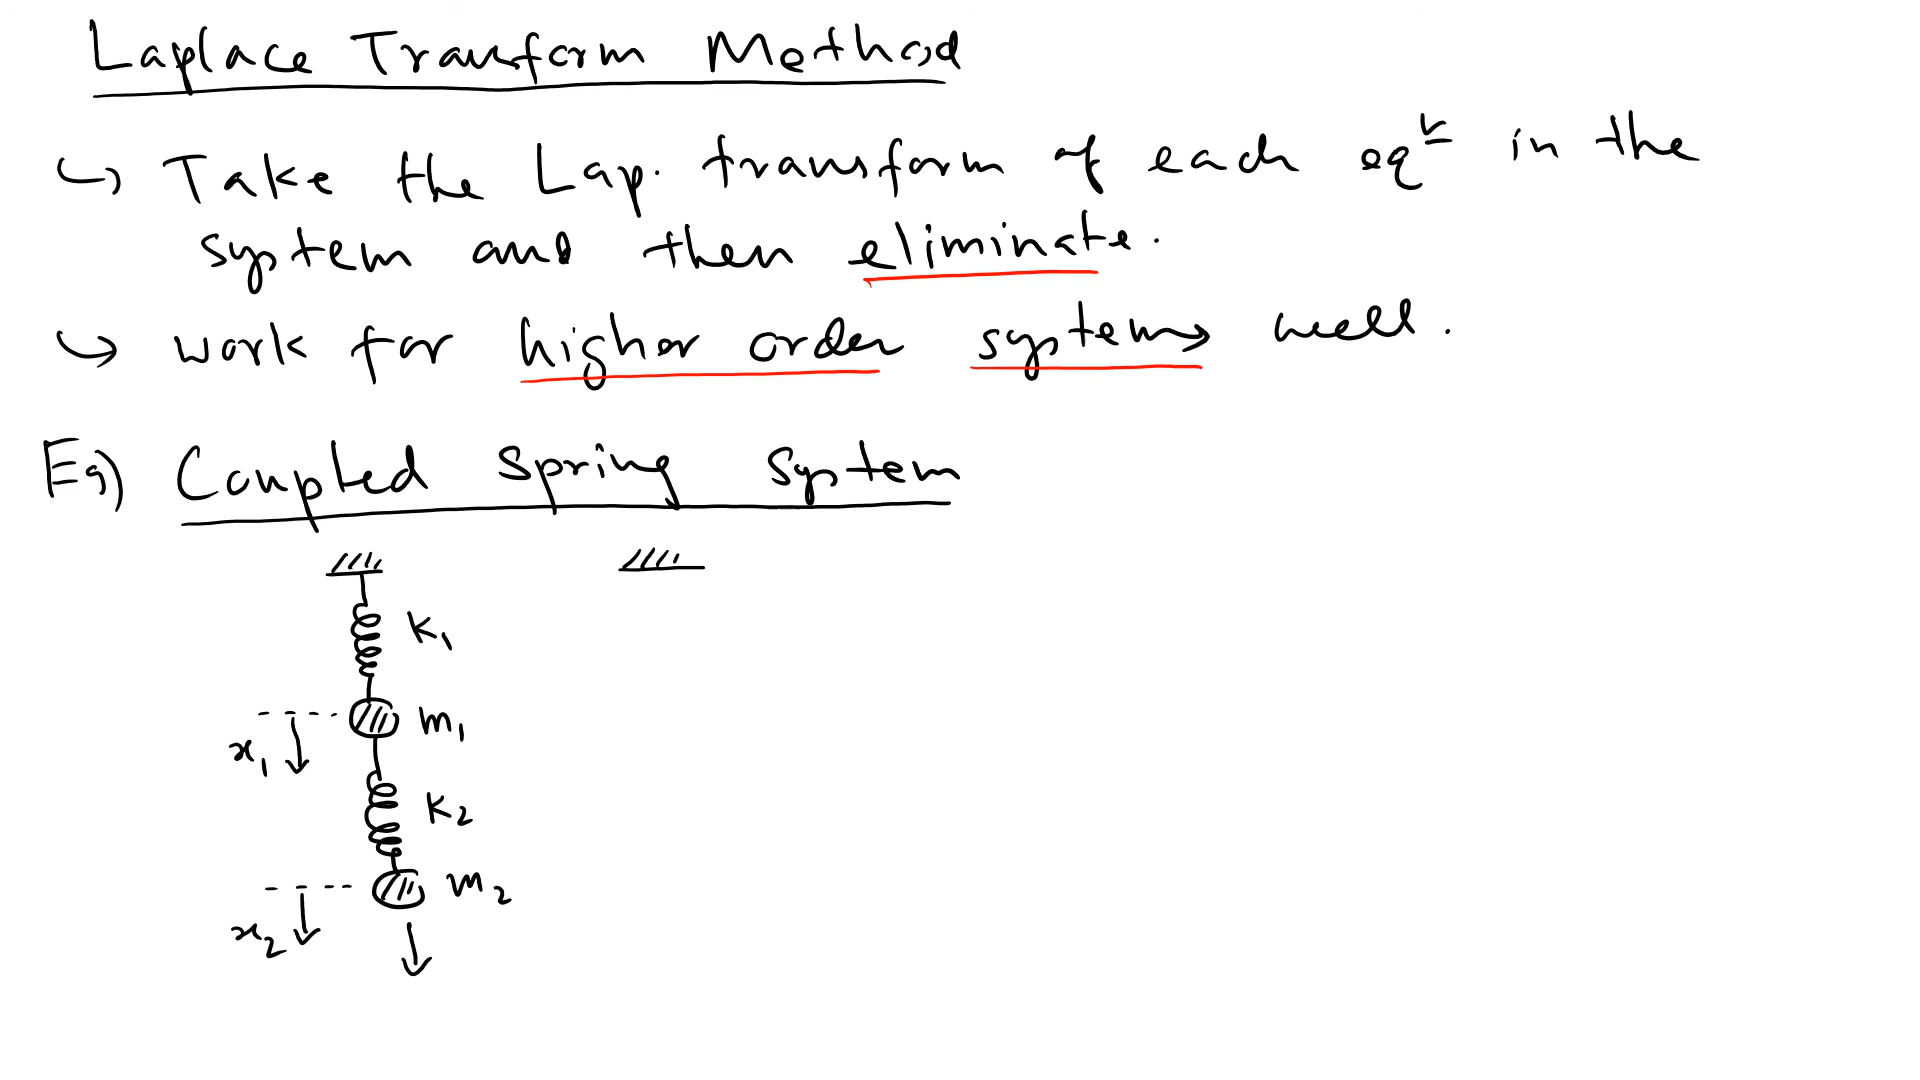 Laplace Transform Method
↪ Take the Lap. transform of each eqn in the
system and then eliminate.
↪ work for higher order systems well.
Eg) Coupled Spring System
K1
x1
m1
K2
x2
m2